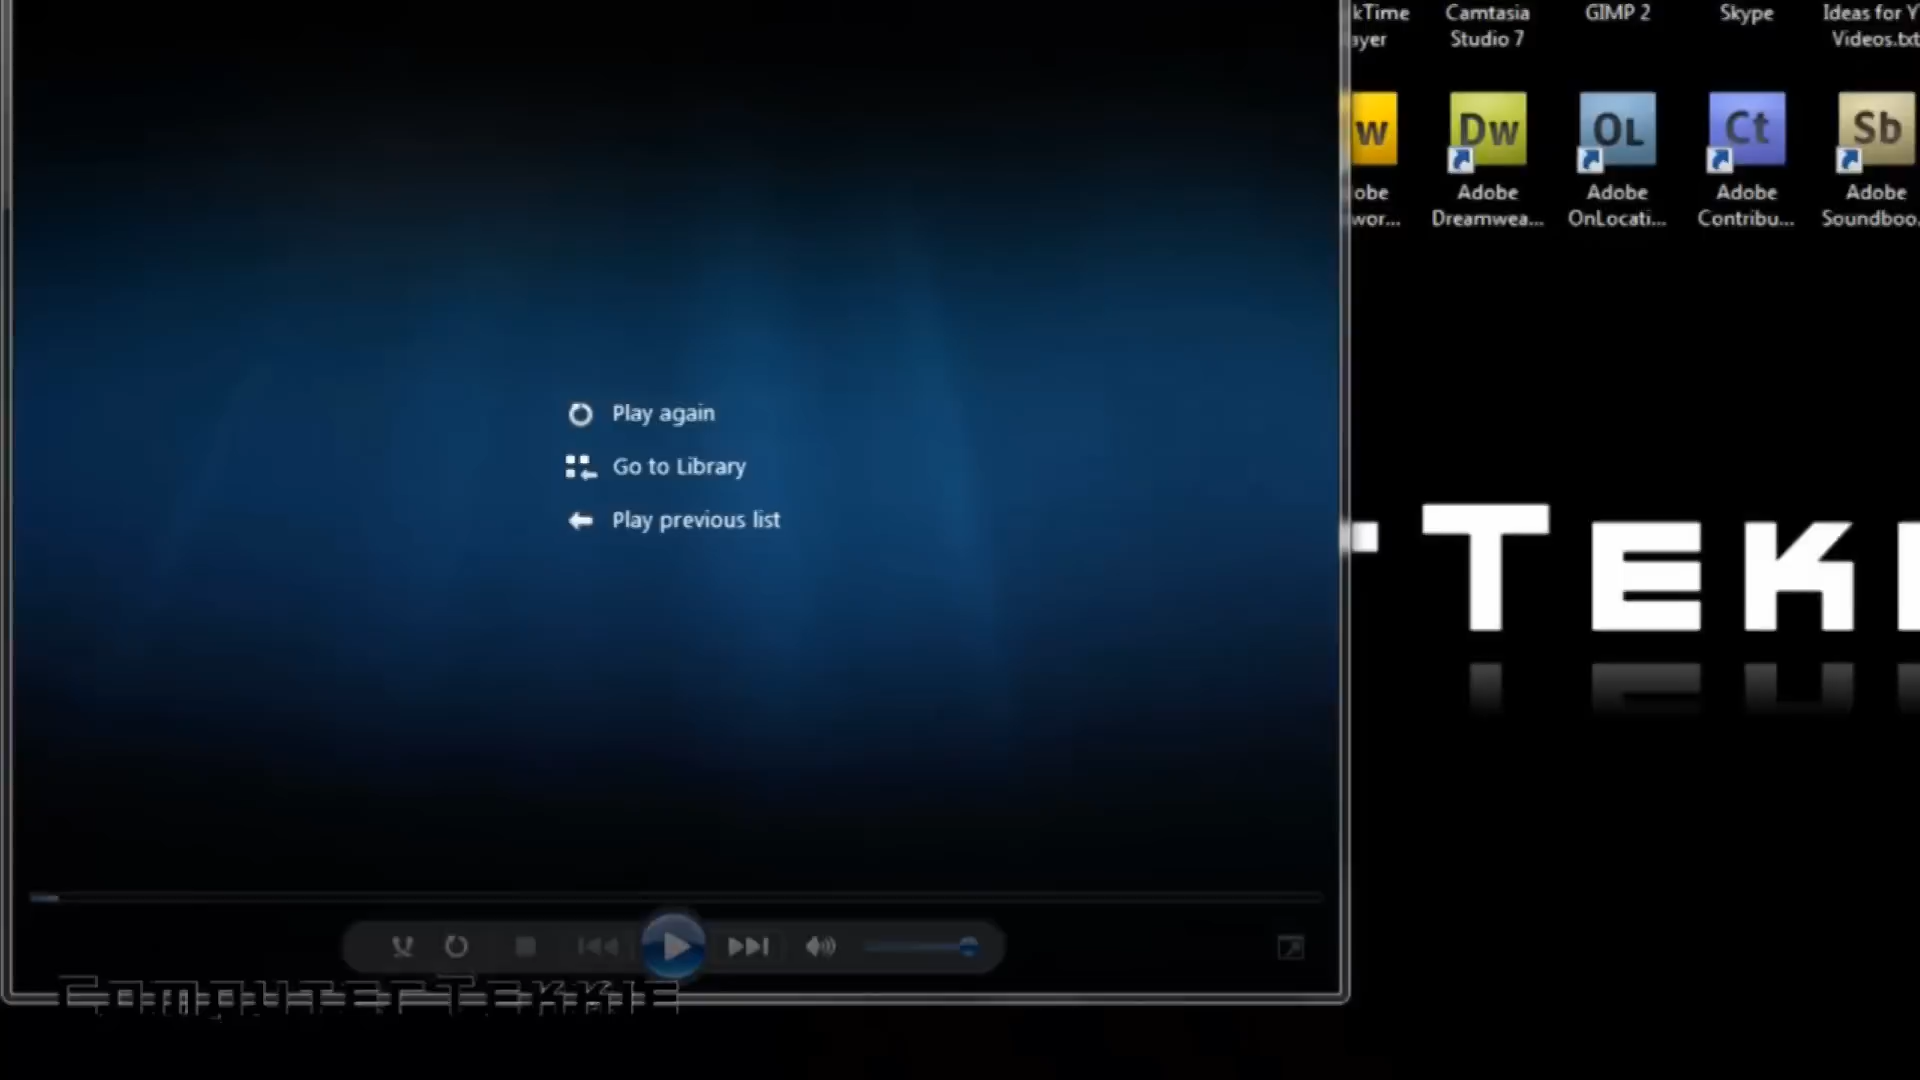 kTime
ayer
Camtasia
Studio 7
GIMP 2
Skype
Ideas for Y
Videos.txt
w
Dw
OL
Ct
Sb
obe
wor...
Adobe
Dreamwea...
Adobe
OnLocati...
Adobe
Contribu...
Adobe
Soundboo.
Play again
Go to Library
Play previous list
TEK
COMPUTERTEKKIE